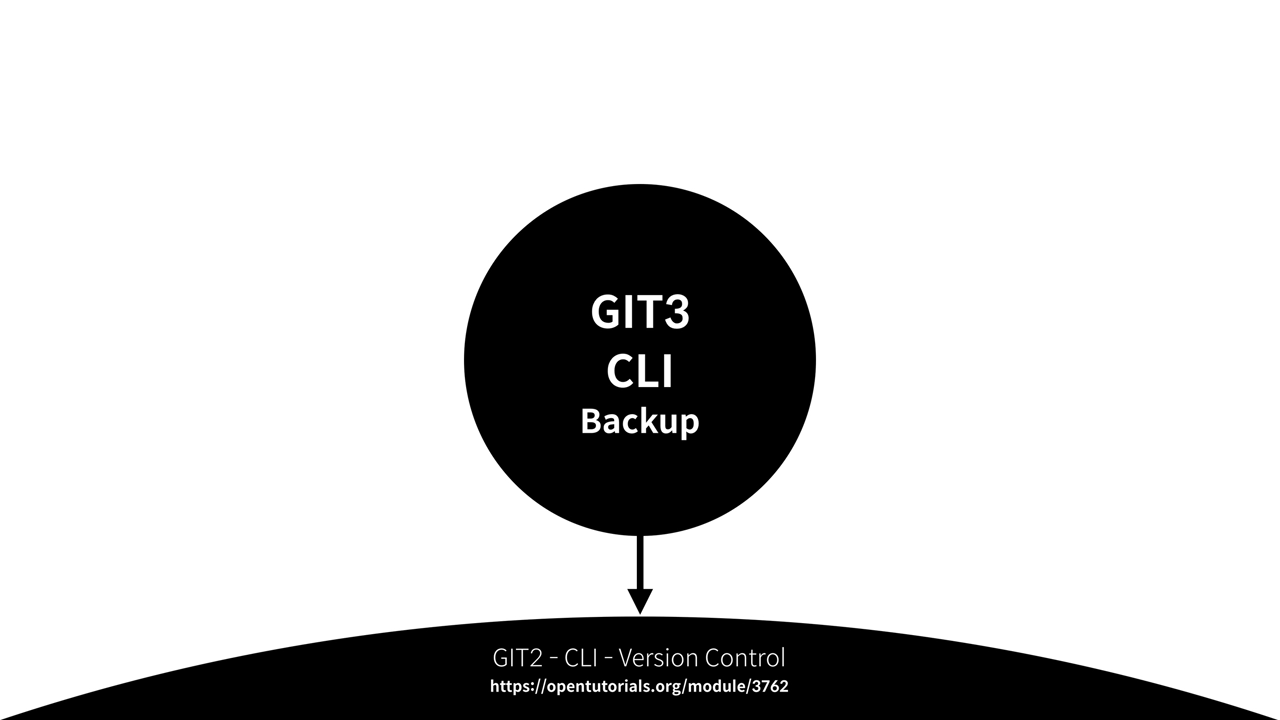 GIT3
CLI
Backup
GIT2 - CLI - Version Control
https://opentutorials.org/module/3762